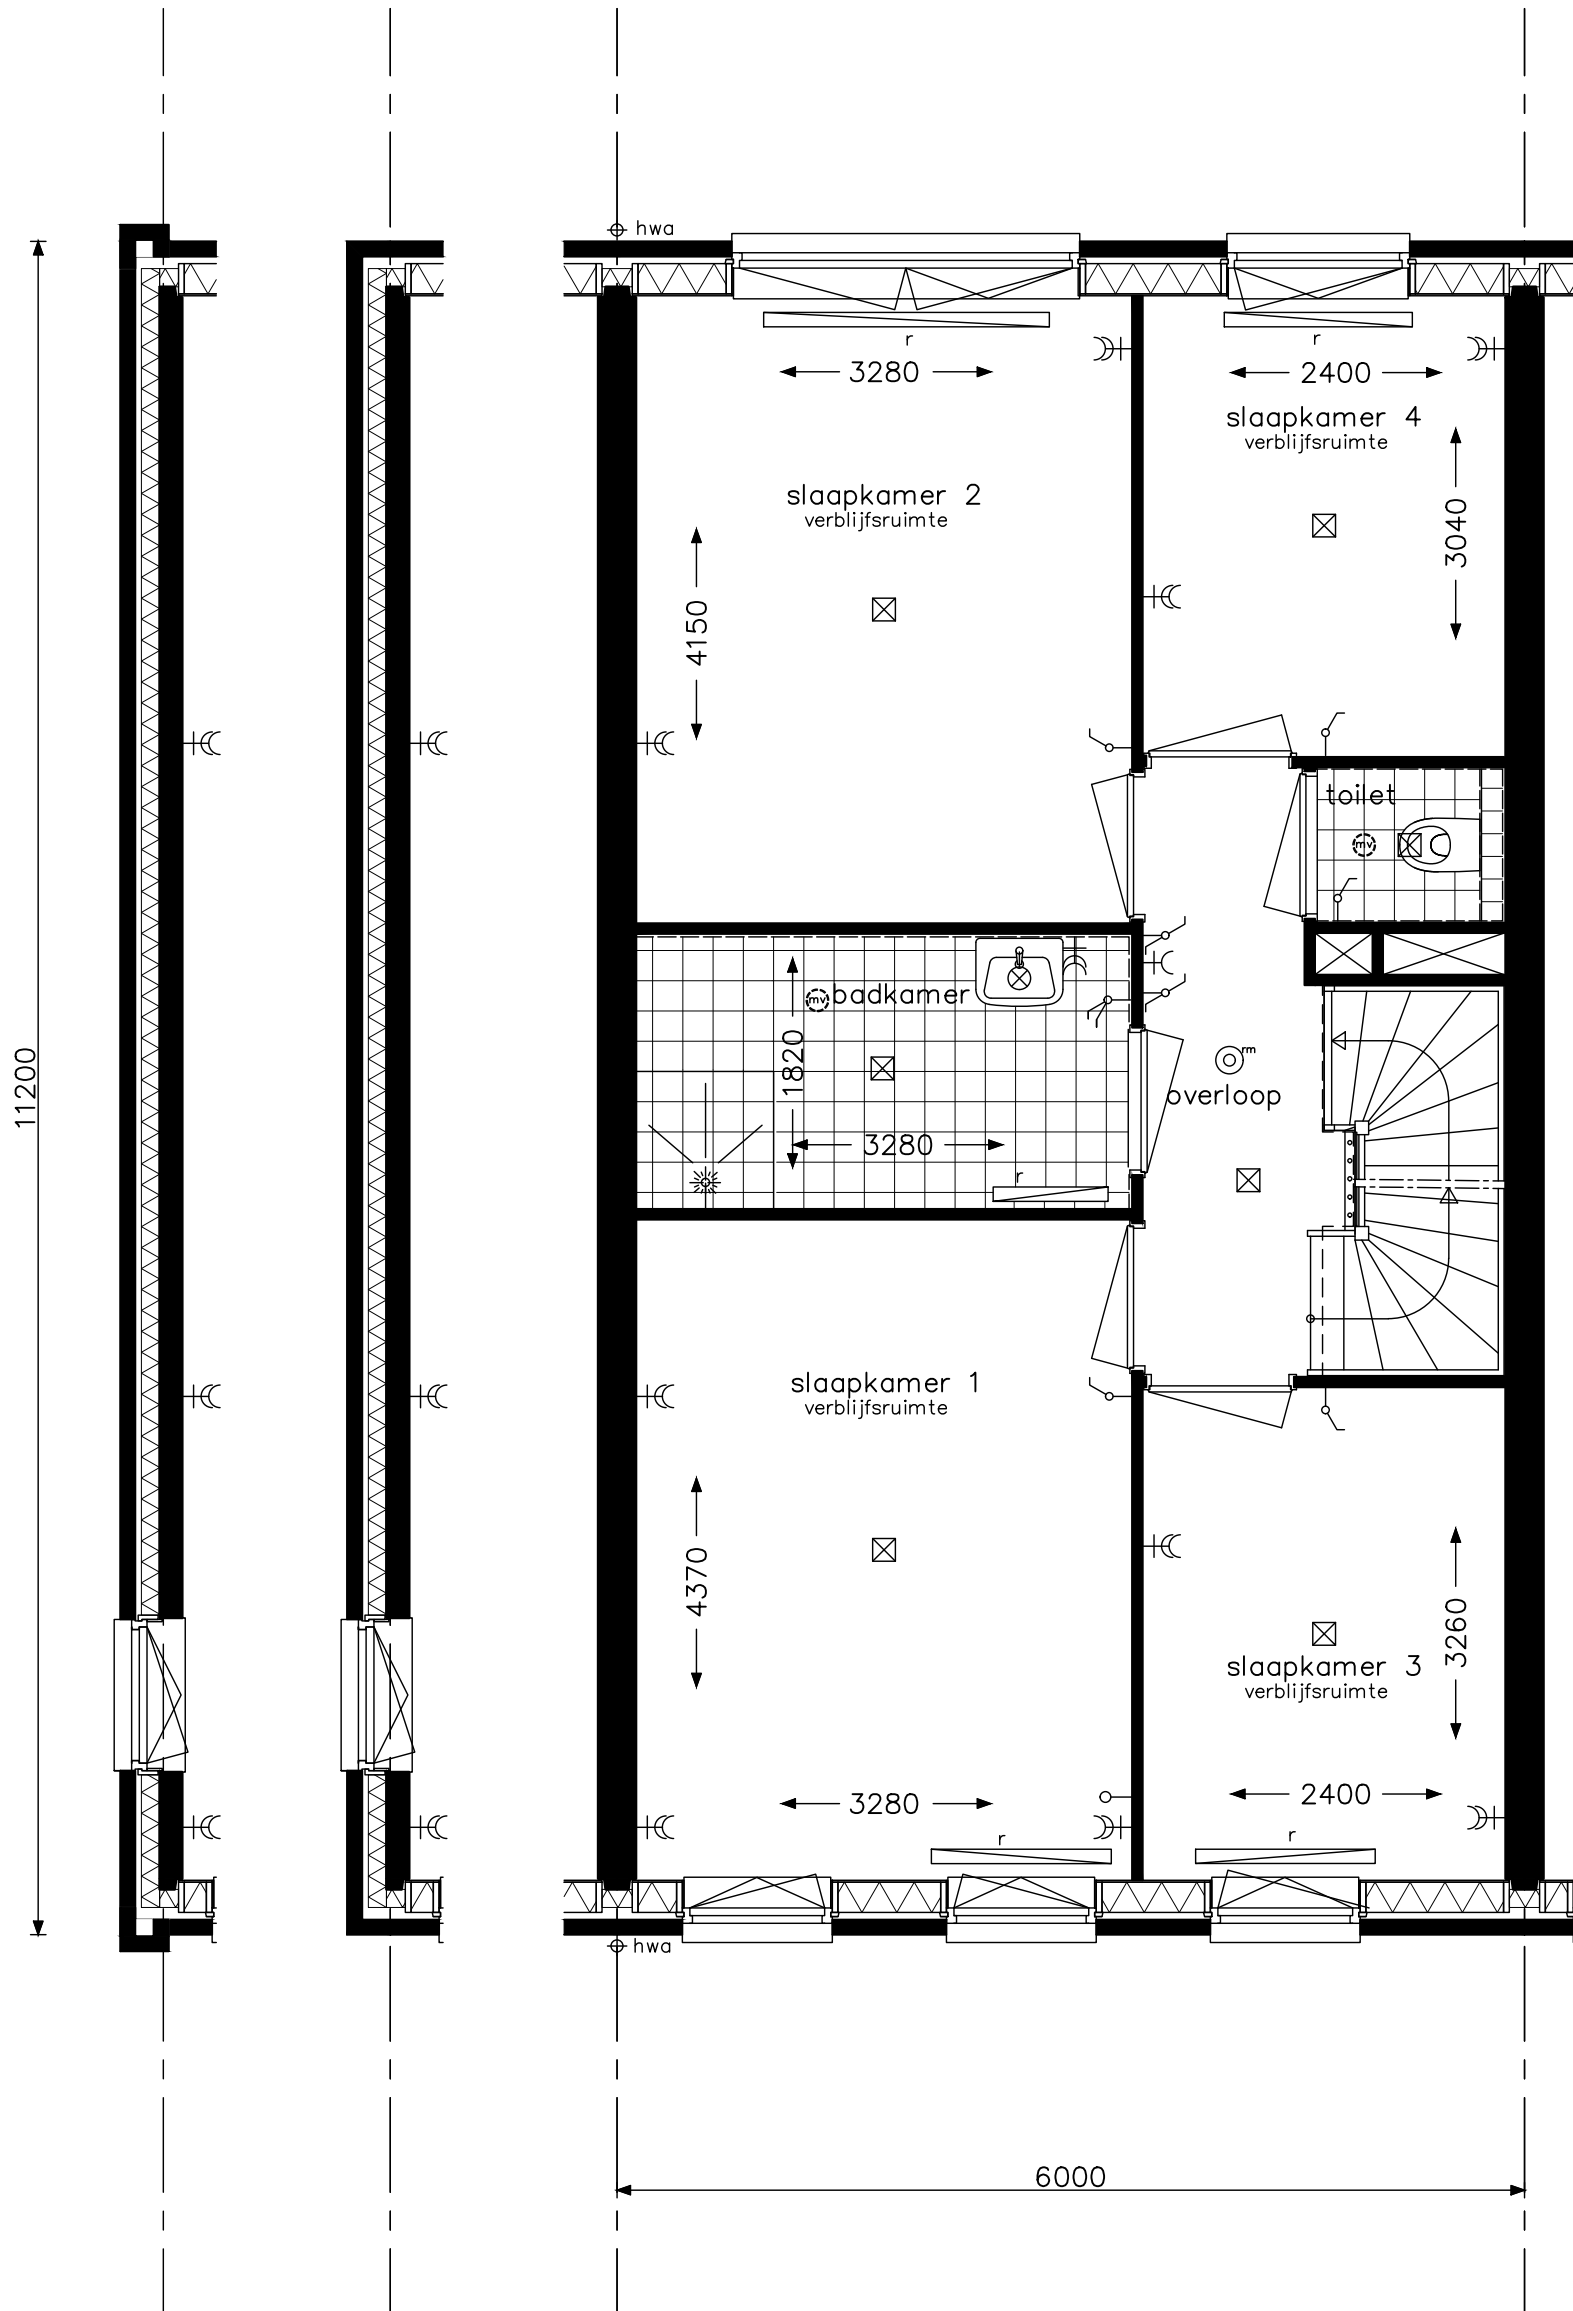 hwa
r
r
3280
2400
slaapkamer 4
verblijfsruimte
slaapkamer 2
verblijfsruimte
3040
4150
toilet
mv
mv
badkamer
1820
11200
rm
overloop
3280
r
slaapkamer 1
verblijfsruimte
4370
3260
slaapkamer 3
verblijfsruimte
3280
2400
r
r
hwa
6000